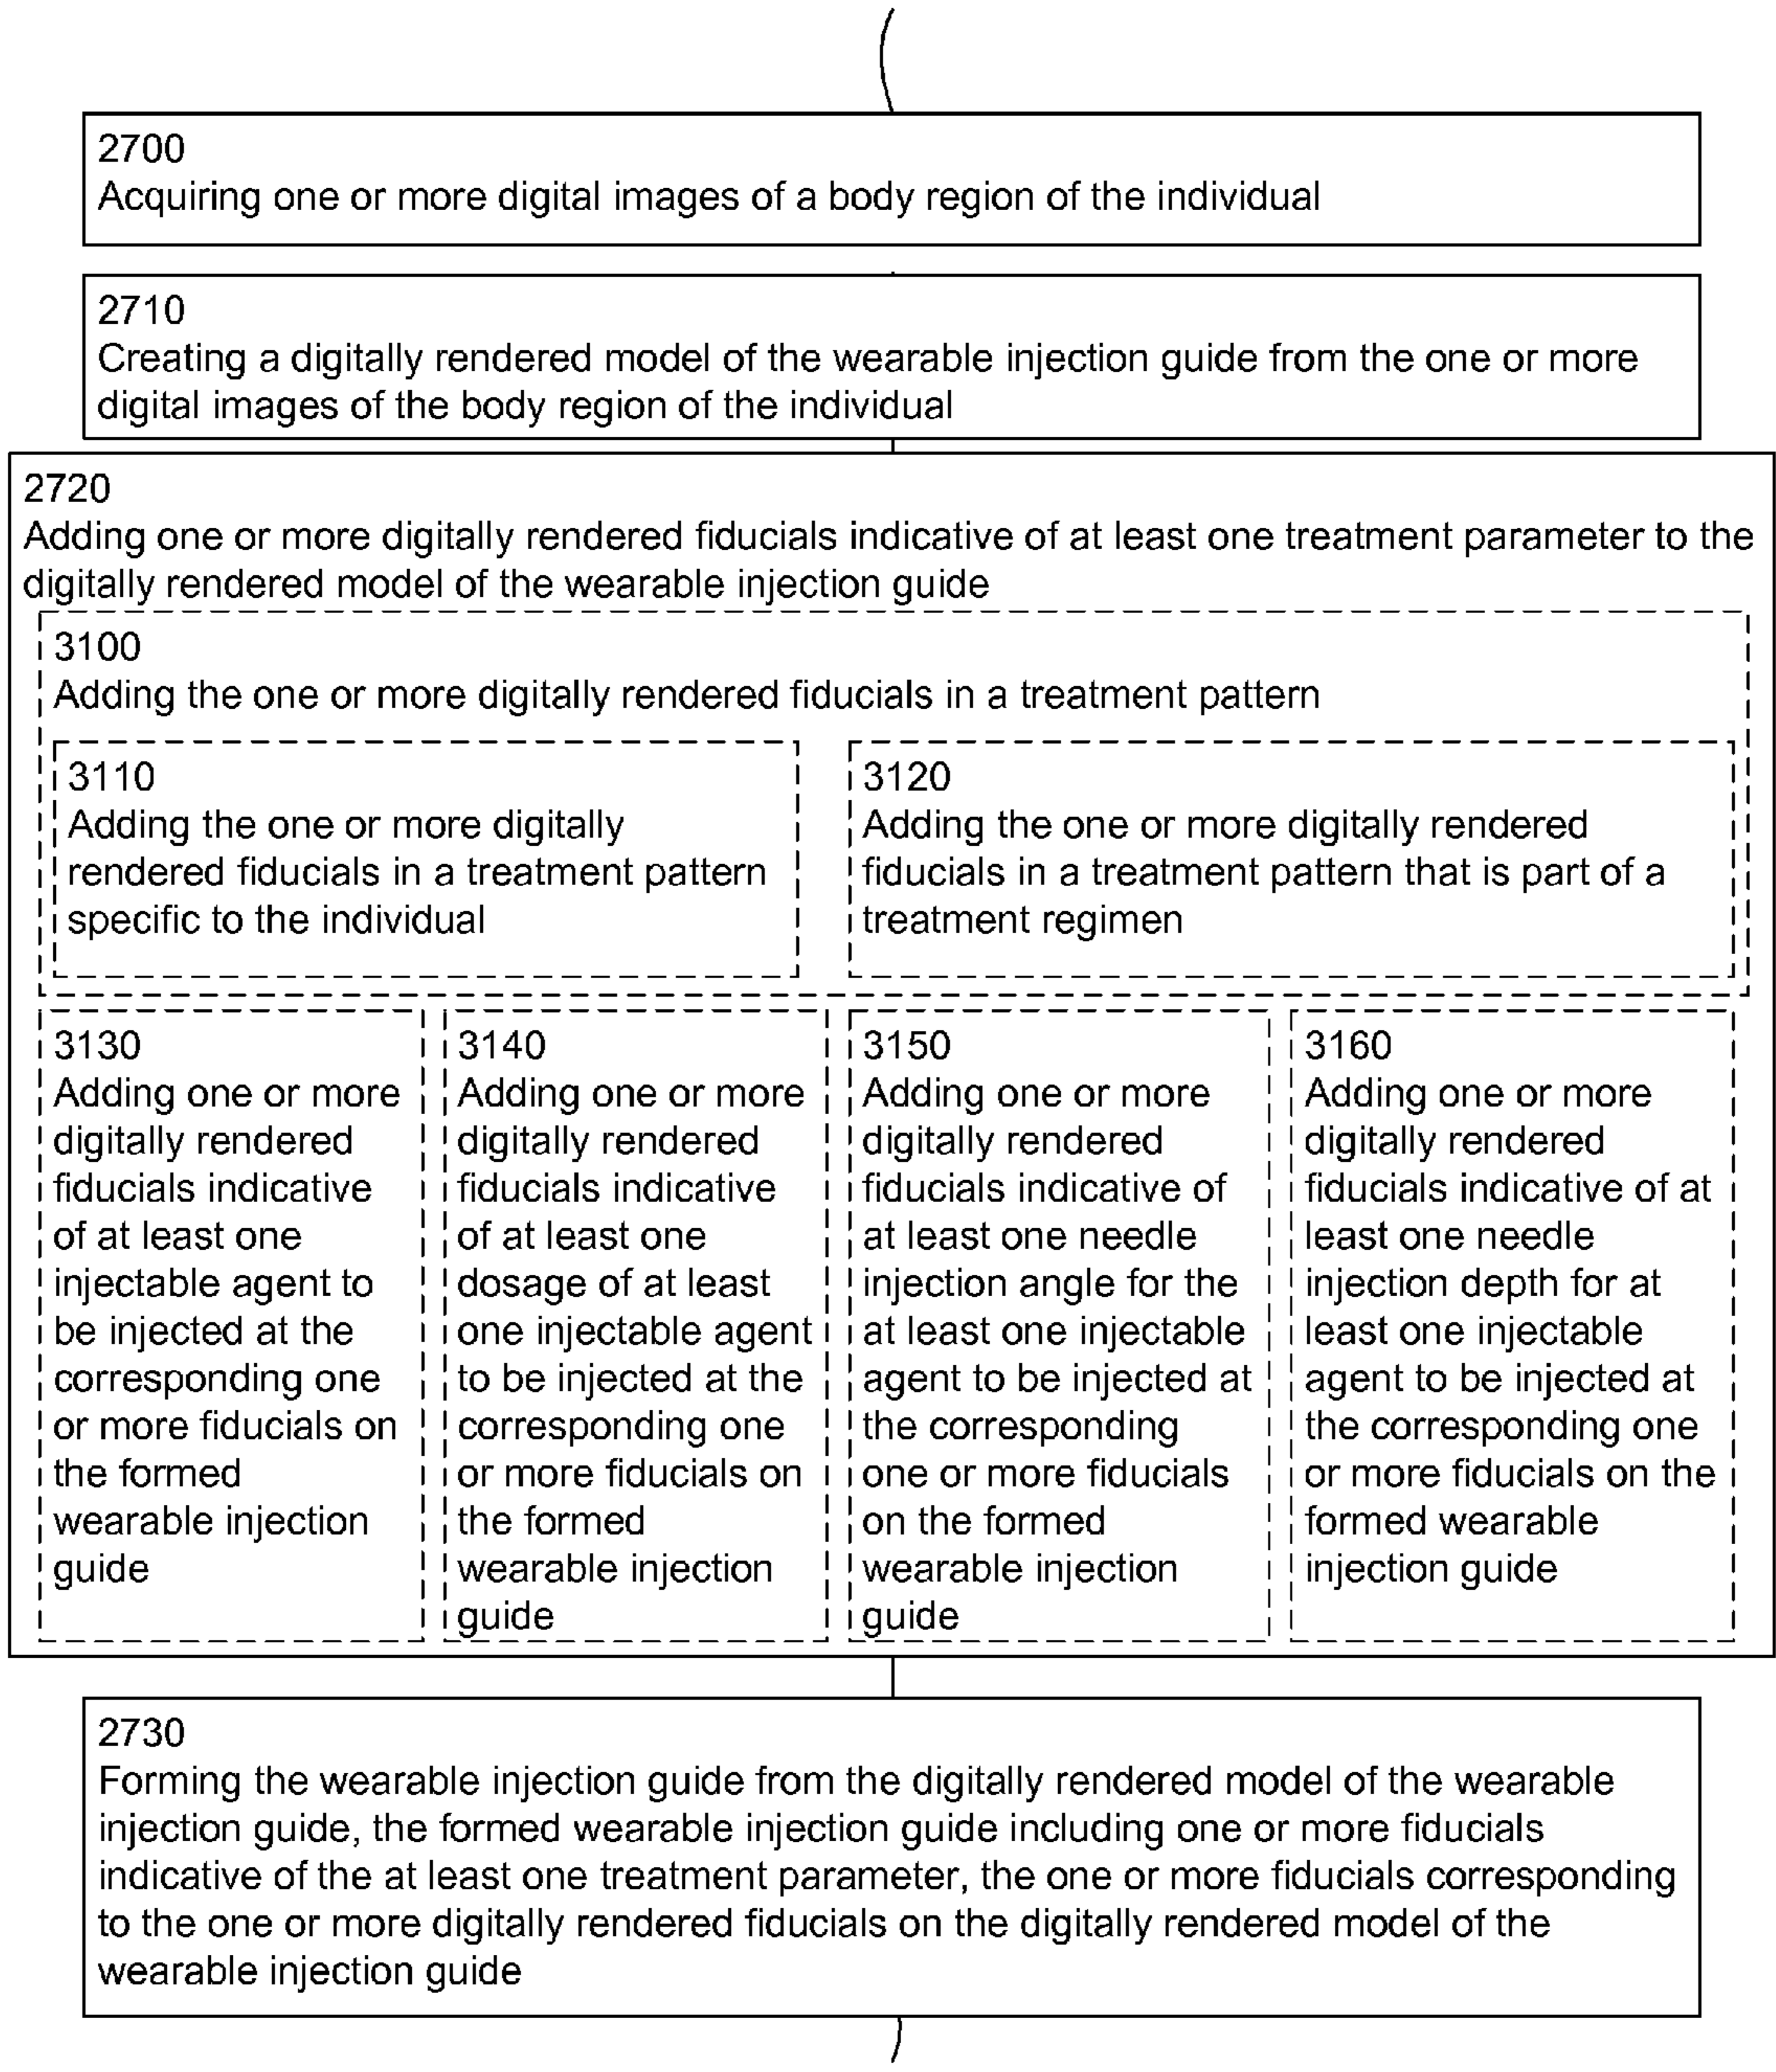 2700
Acquiring one or more digital images of a body region of the individual
2710
Creating a digitally rendered model of the wearable injection guide from the one or more
digital images of the body region of the individual
2720
Adding one or more digitally rendered fiducials indicative of at least one treatment parameter to the
digitally rendered model of the wearable injection guide
3100
Adding the one or more digitally rendered fiducials in a treatment pattern
3110
Adding the one or more digitally
rendered fiducials in a treatment pattern
specific to the individual
3120
Adding the one or more digitally rendered
fiducials in a treatment pattern that is part of a
treatment regimen
3130
Adding one or more
digitally rendered
fiducials indicative
of at least one
injectable agent to
be injected at the
corresponding one
or more fiducials on
the formed
wearable injection
guide
3140
Adding one or more
digitally rendered
fiducials indicative
of at least one
dosage of at least
one injectable agent
to be injected at the
corresponding one
or more fiducials on
the formed
wearable injection
guide
3150
Adding one or more
digitally rendered
fiducials indicative of
at least one needle
injection angle for the
at least one injectable
agent to be injected at
the corresponding
one or more fiducials
on the formed
wearable injection
guide
3160
Adding one or more
digitally rendered
fiducials indicative of at
least one needle
injection depth for at
least one injectable
agent to be injected at
the corresponding one
or more fiducials on the
formed wearable
injection guide
2730
Forming the wearable injection guide from the digitally rendered model of the wearable
injection guide, the formed wearable injection guide including one or more fiducials
indicative of the at least one treatment parameter, the one or more fiducials corresponding
to the one or more digitally rendered fiducials on the digitally rendered model of the
wearable injection guide